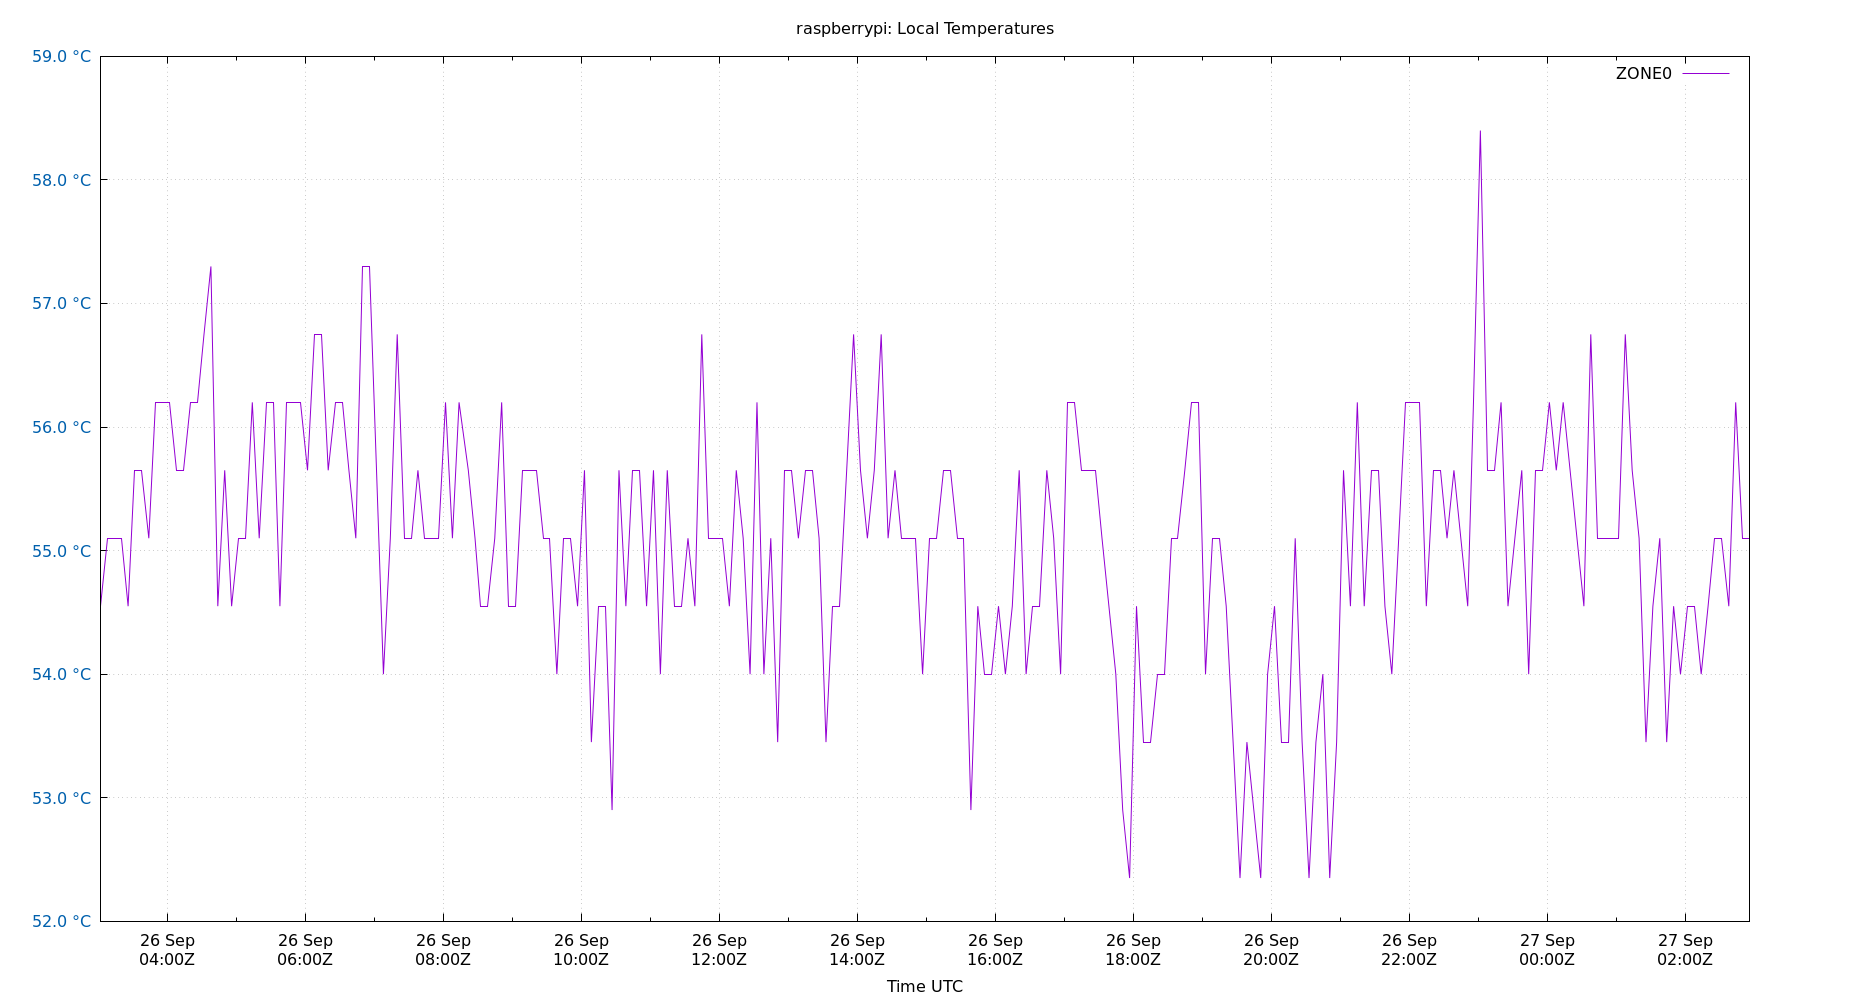 raspberrypi: Local Temperatures
ZONE0
59.0 °C
58.0 °C
57.0 °C
56.0 °C
55.0 °C
54.0 °C
53.0 °C
52.0 °C
26 Sep 26 Sep 26 Sep 26 Sep 26 Sep 26 Sep 26 Sep 26 Sep 26 Sep 26 Sep 27 Sep 27 Sep
04:00Z 06:00Z 08:00Z 10:00Z 12:00Z 14:00Z 16:00Z 18:00Z 20:00Z 22:00Z 00:00Z 02:00Z
Time UTC